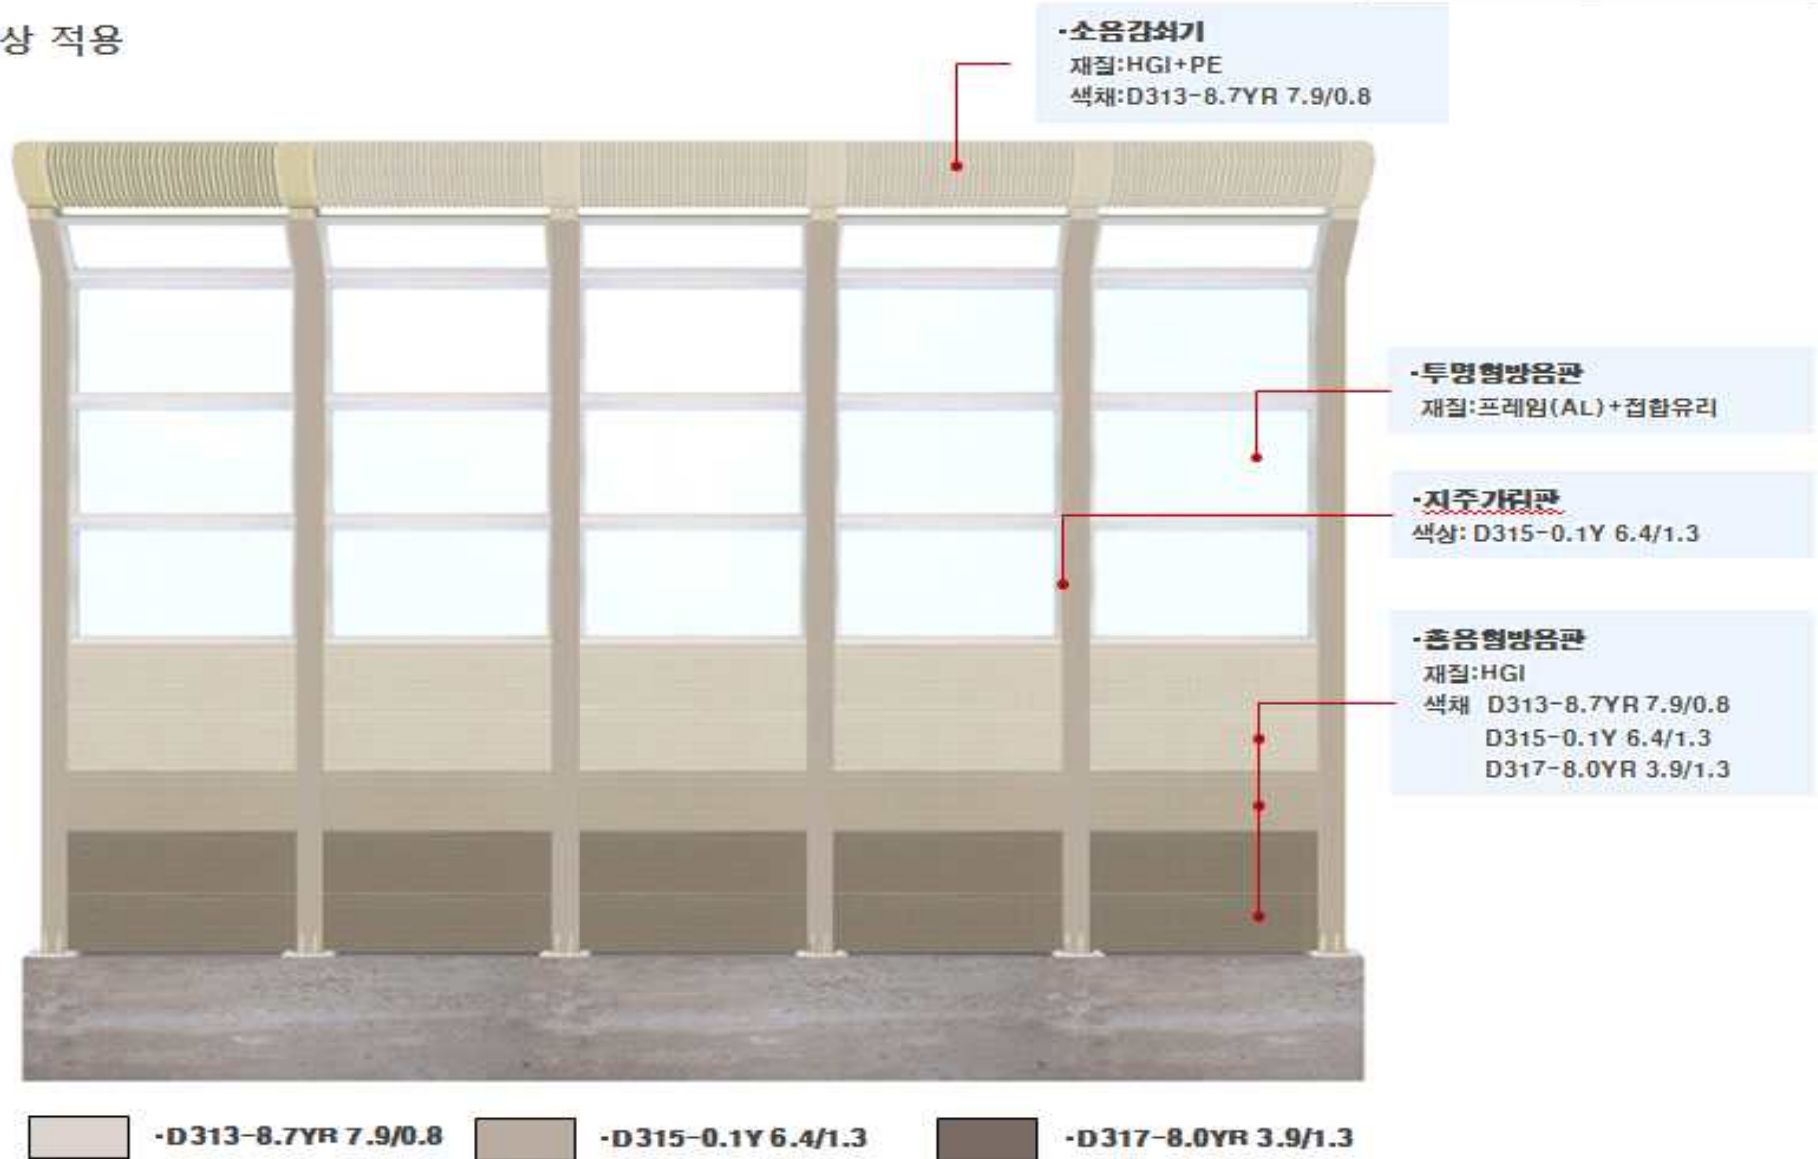 상 적용
·소음감쇄기
재질:HGI+PE
색채:D313-8.7YR 7.9/0.8
·투명형방음판
재질:프레임(AL)+접합유리
·지주가림판
색상: D315-0.1Y 6.4/1.3
·흡음형방음판
재질:HGI
색채 D313-8.7YR 7.9/0.8
D315-0.1Y 6.4/1.3
D317-8.0YR 3.9/1.3
·D313-8.7YR 7.9/0.8
·D315-0.1Y 6.4/1.3
·D317-8.0YR 3.9/1.3